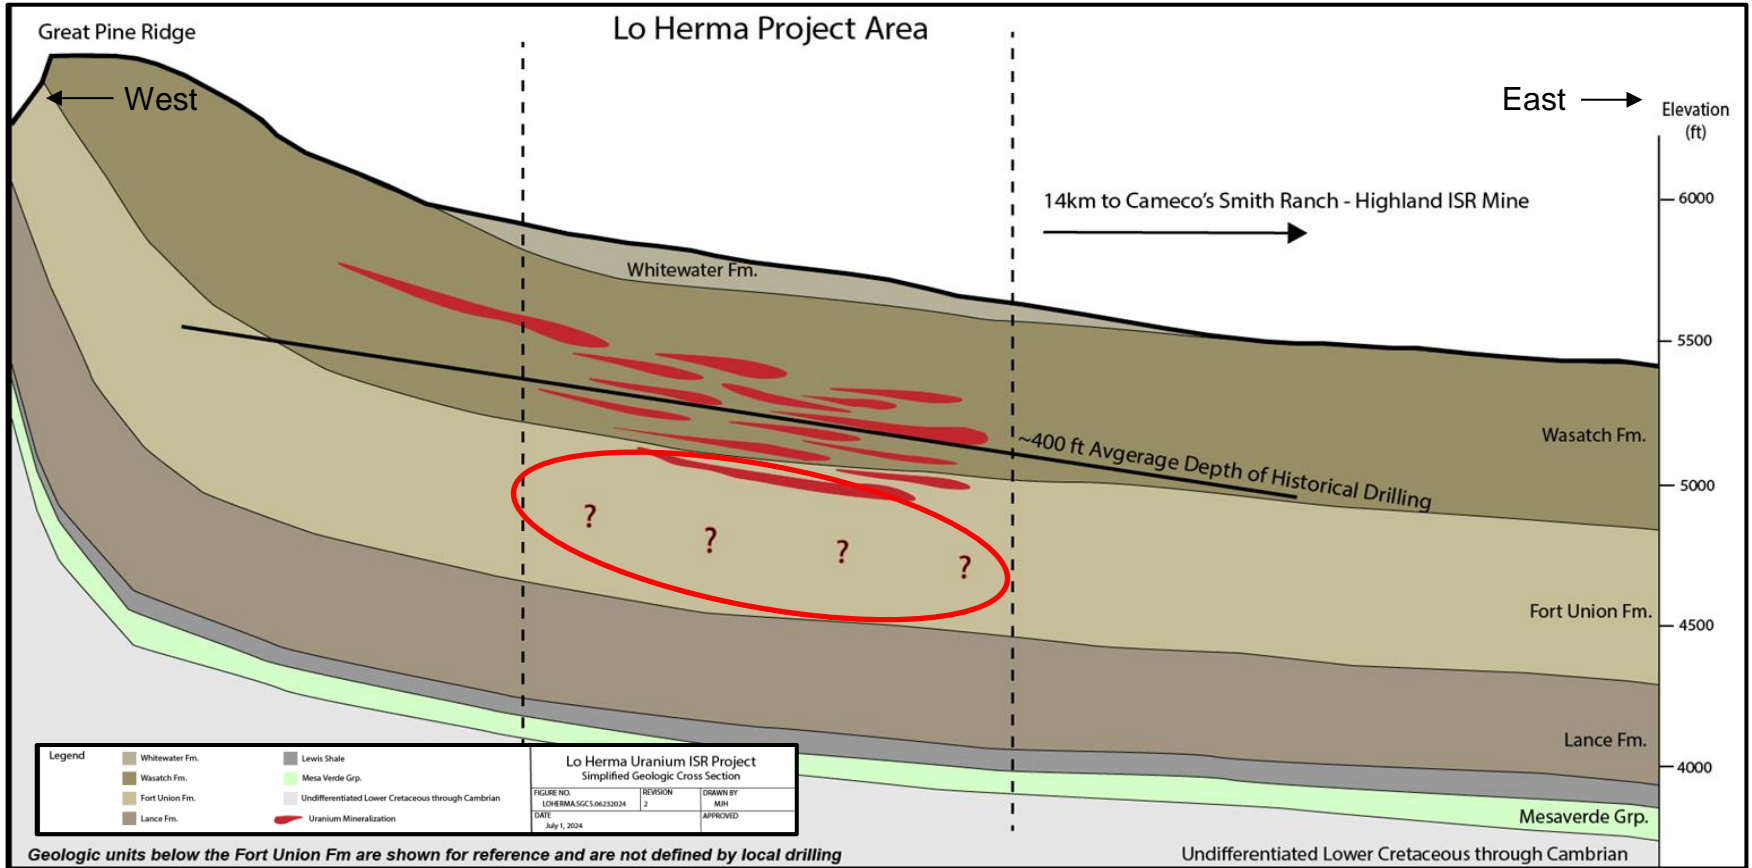 Great Pine Ridge
Lo Herma Project Area
West
East
Elevation
(ft)
6000
14km to Cameco's Smith Ranch - Highland ISR Mine
Whitewater Fm.
5500
~400 ft Avgerage Depth of Historical Drilling
Wasatch Fm.
5000
?
?
?
?
Fort Union Fm.
4500
Lance Fm.
4000
Mesaverde Grp.
Undifferentiated Lower Cretaceous through Cambrian
Legend
Whitewater Fm.
Wasatch Fm.
Fort Union Fm.
Lance Fm.
Lewis Shale
Mesa Verde Grp.
Undifferentiated Lower Cretaceous through Cambrian
Uranium Mineralization
Lo Herma Uranium ISR Project
Simplified Geologic Cross Section
FIGURE NO.
LOHERMA.SGCS.06232024
REVISION
2
DRAWN BY
MJH
DATE
July 1, 2024
APPROVED
Geologic units below the Fort Union Fm are shown for reference and are not defined by local drilling